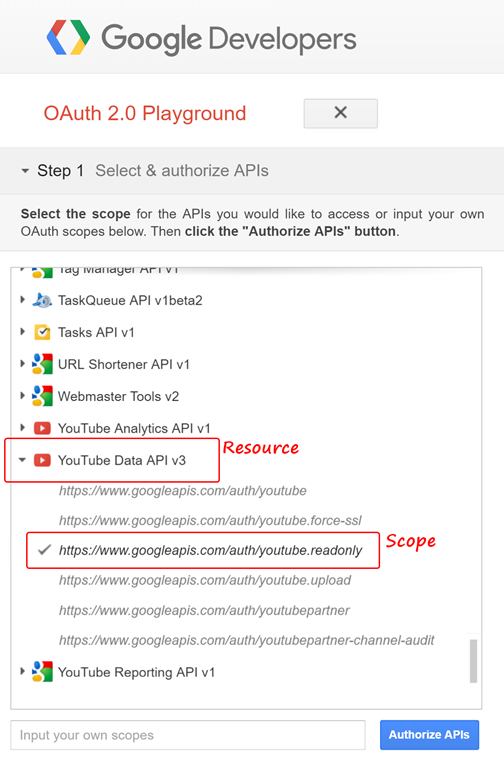 Google Developers
OAuth 2.0 Playground
Step 1 Select & authorize APIs
Select the scope for the APIs you would like to access or input your own
OAuth scopes below. Then click the "Authorize APIs" button.
Tag Manager API v1
TaskQueue API v1beta2
Tasks API v1
URL Shortener API v1
Webmaster Tools v2
YouTube Analytics API v1
YouTube Data API v3 Resource
https://www.googleapis.com/auth/youtube
https://www.googleapis.com/auth/youtube.force-ssl
https://www.googleapis.com/auth/youtube.readonly Scope
https://www.googleapis.com/auth/youtube.upload
https://www.googleapis.com/auth/youtubepartner
https://www.googleapis.com/auth/youtubepartner-channel-audit
YouTube Reporting API v1
Input your own scopes Authorize APIs